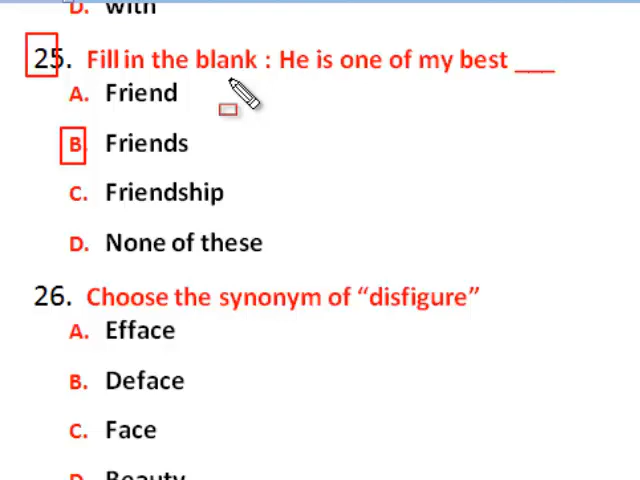 D. with
25. Fill in the blank : He is one of my best ___
A. Friend
B. Friends
C. Friendship
D. None of these
26. Choose the synonym of “disfigure”
A. Efface
B. Deface
C. Face
D. Beauty